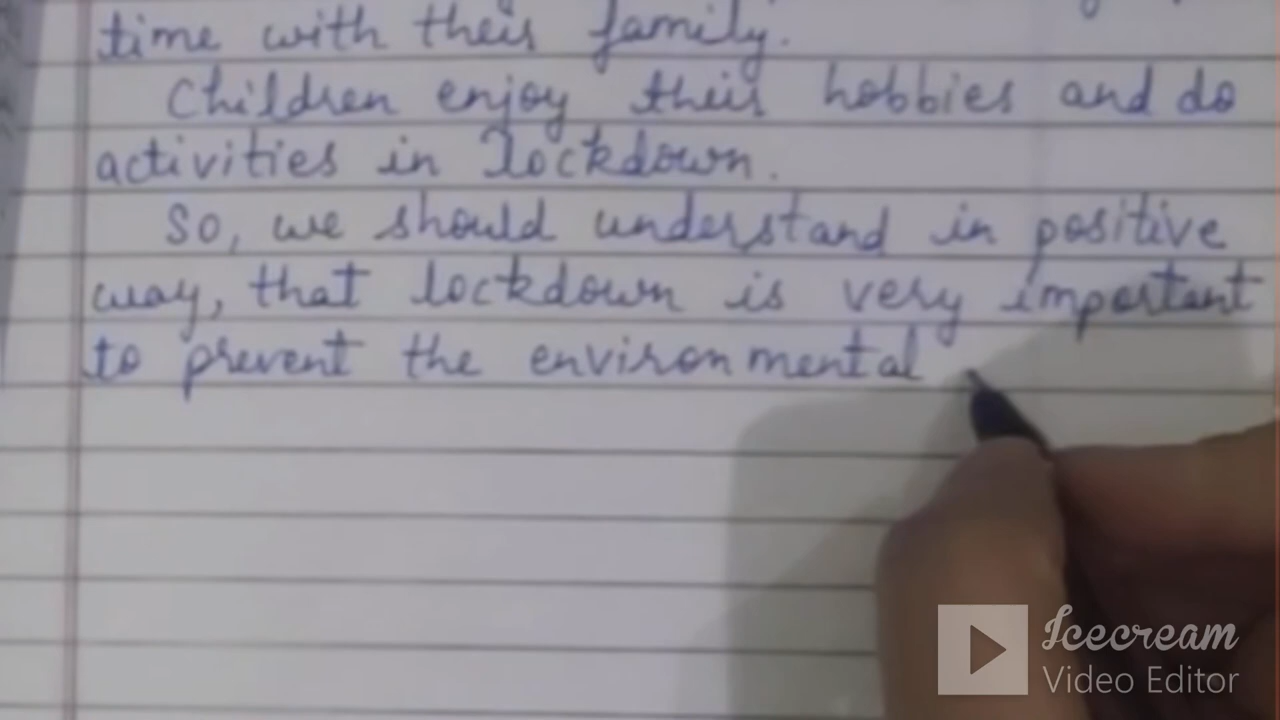 time with their family.
Children enjoy their hobbies and do
activities in lockdown.
So, we should understand in positive
way, that lockdown is very important
to prevent the environmental
Icecream
Video Editor